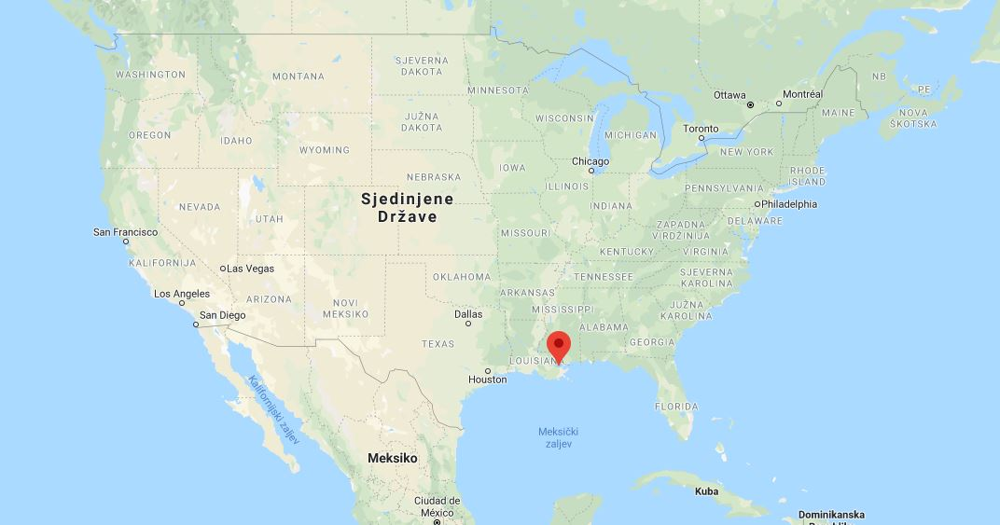 WASHINGTON
MONTANA
SJEVERNA
DAKOTA
MINNESOTA
NB
PE
Ottawa
Montréal
MAINE
NOVA
ŠKOTSKA
OREGON
IDAHO
JUŽNA
DAKOTA
WISCONSIN
MICHIGAN
Toronto
WYOMING
NEW YORK
NEBRASKA
IOWA
Chicago
ILLINOIS
INDIANA
PENNSYLVANIA
RHODE
ISLAND
NEVADA
UTAH
Sjedinjene
Države
Philadelphia
DELAWARE
San Francisco
MISSOURI
ZAPADNA
VIRDŽINIJA
KALIFORNIJA
Las Vegas
KENTUCKY
VIRGINIA
OKLAHOMA
TENNESSEE
SJEVERNA
KAROLINA
Los Angeles
ARIZONA
NOVI
MEKSIKO
ARKANSAS
MISSISSIPPI
JUŽNA
KAROLINA
San Diego
Dallas
ALABAMA
GEORGIA
TEXAS
LOUISIANA
Houston
Kalifornijski zaljev
FLORIDA
Meksički
zaljev
Meksiko
Kuba
Ciudad de
México
Dominikanska